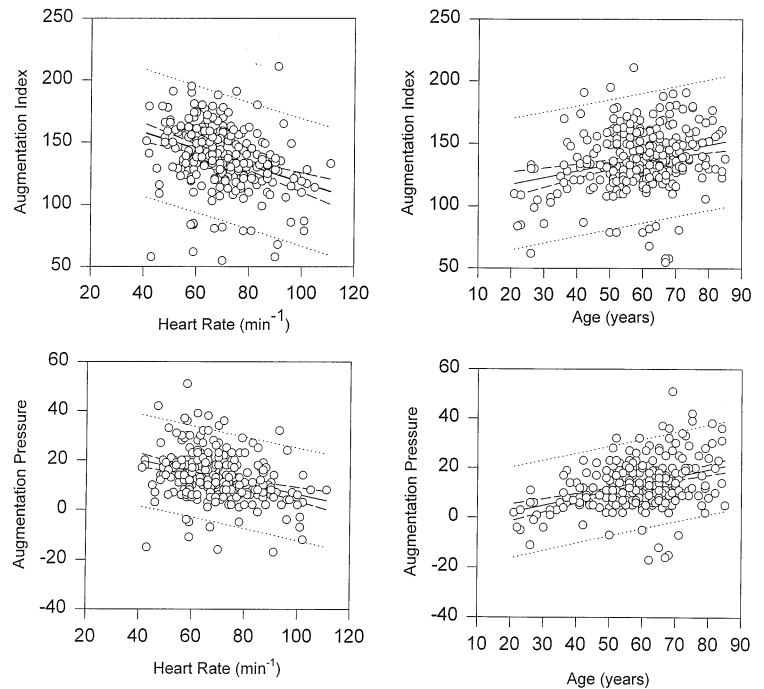 250
200
150
100
50
Augmentation Index
20 40 60 80 100 120
Heart Rate (min-1)
250
200
150
100
50
Augmentation Index
10 20 30 40 50 60 70 80 90
Age (years)
60
40
20
0
-20
-40
Augmentation Pressure
20 40 60 80 100 120
Heart Rate (min-1)
60
40
20
0
-20
-40
Augmentation Pressure
10 20 30 40 50 60 70 80 90
Age (years)